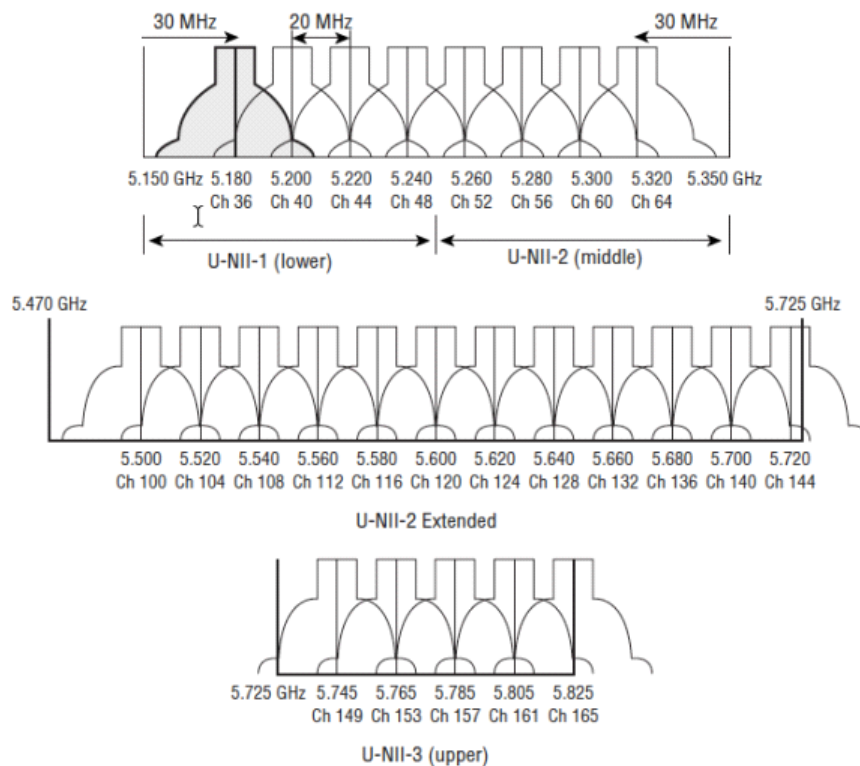 30 MHz 20 MHz 30 MHz
5.150 GHz 5.180 5.200 5.220 5.240 5.260 5.280 5.300 5.320 5.350 GHz
Ch 36 Ch 40 Ch 44 Ch 48 Ch 52 Ch 56 Ch 60 Ch 64
U-NII-1 (lower) U-NII-2 (middle)
5.470 GHz 5.725 GHz
5.500 5.520 5.540 5.560 5.580 5.600 5.620 5.640 5.660 5.680 5.700 5.720
Ch 100 Ch 104 Ch 108 Ch 112 Ch 116 Ch 120 Ch 124 Ch 128 Ch 132 Ch 136 Ch 140 Ch 144
U-NII-2 Extended
5.725 GHz 5.745 5.765 5.785 5.805 5.825
Ch 149 Ch 153 Ch 157 Ch 161 Ch 165
U-NII-3 (upper)